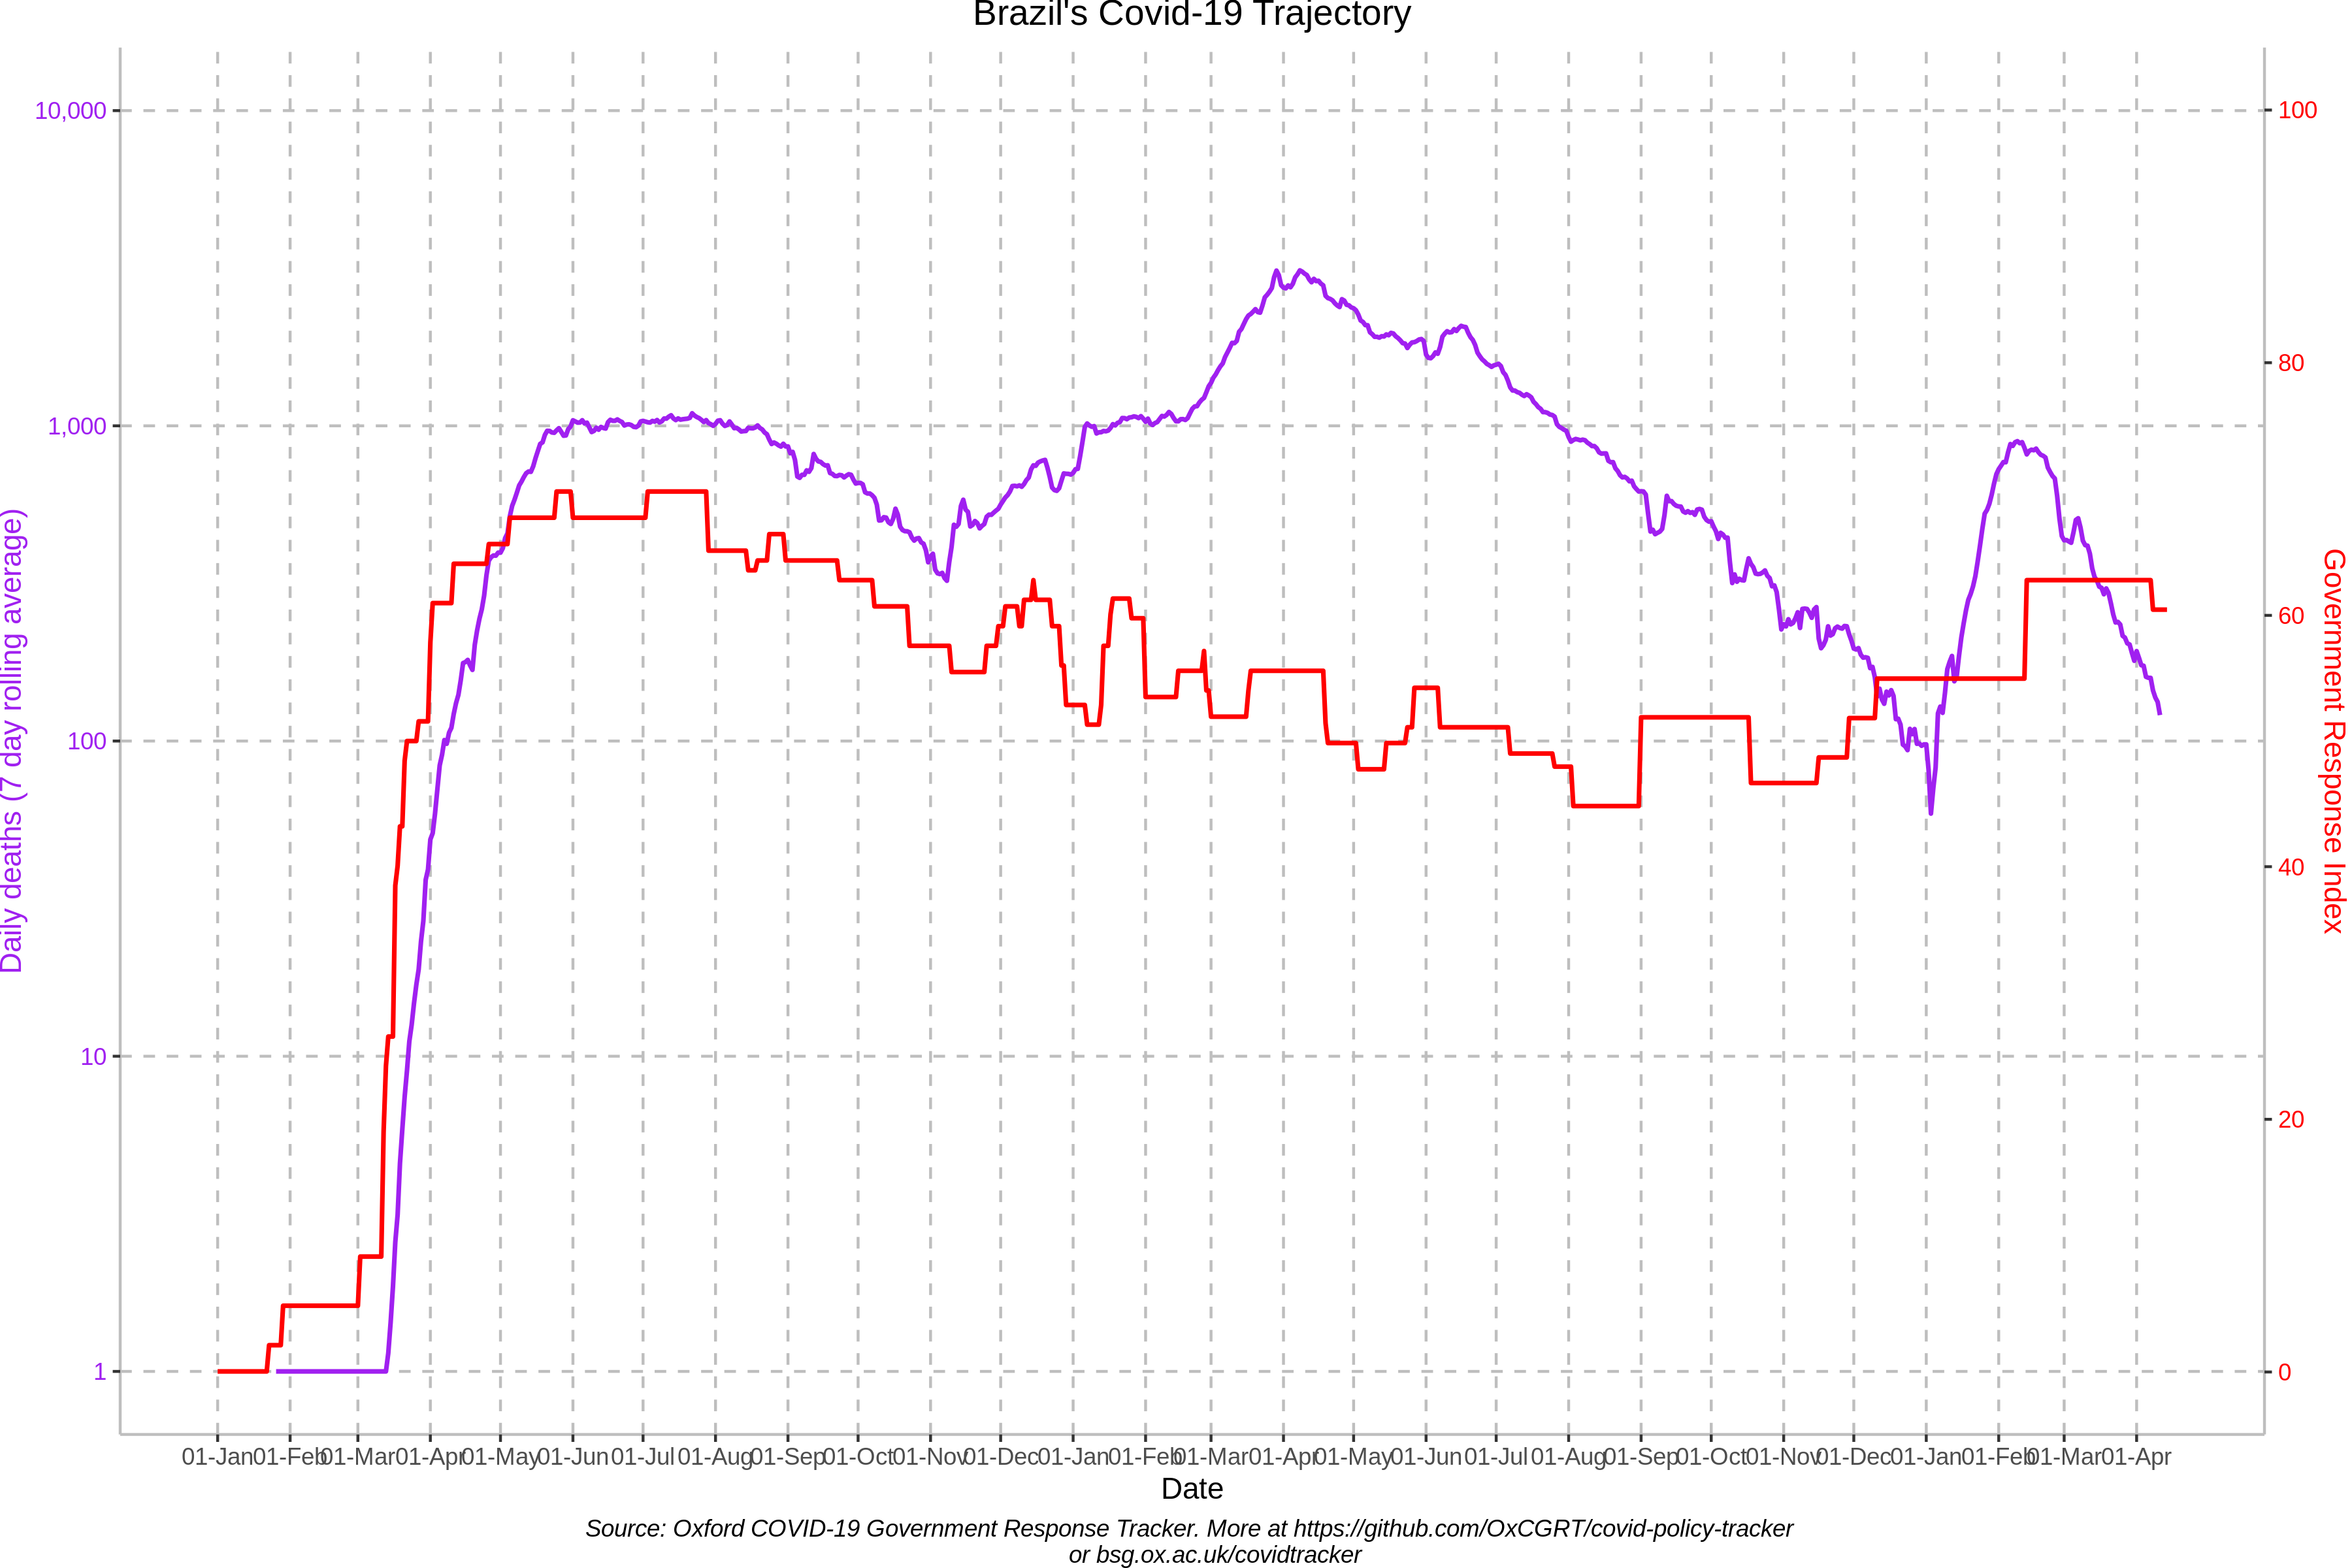 Brazil's Covid-19 Trajectory
10,000
1,000
100
10
1
Daily deaths (7 day rolling average)
100
80
60
40
20
0
Government Response Index
01-Jan 01-Feb 01-Mar 01-Apr 01-May 01-Jun 01-Jul 01-Aug 01-Sep 01-Oct 01-Nov 01-Dec 01-Jan 01-Feb 01-Mar 01-Apr 01-May 01-Jun 01-Jul 01-Aug 01-Sep 01-Oct 01-Nov 01-Dec 01-Jan 01-Feb 01-Mar 01-Apr
Date
Source: Oxford COVID-19 Government Response Tracker. More at https://github.com/OxCGRT/covid-policy-tracker
or bsg.ox.ac.uk/covidtracker